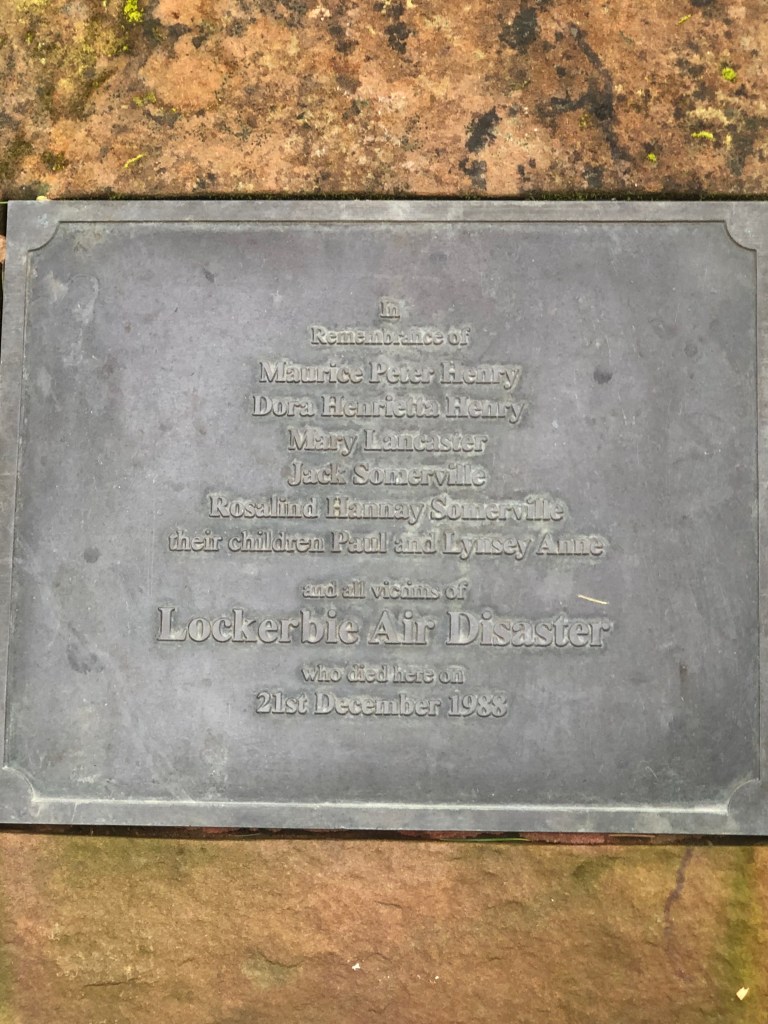 In
Remembrance of
Maurice Peter Henry
Dora Henrietta Henry
Mary Lancaster
Jack Somerville
Rosalind Hannay Somerville
their children Paul and Lynsey Anne
and all victims of
Lockerbie Air Disaster
who died here on
21st December 1988